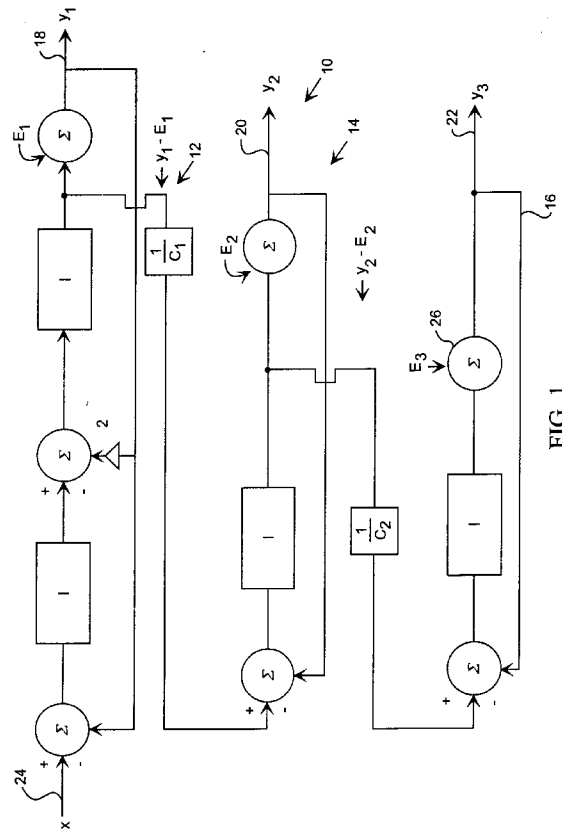 24
x
+
-
Σ
I
+
-
Σ
2
I
E₁
Σ
18
y₁
y₁ - E₁
12
1/C₁
10
+
-
Σ
I
E₂
Σ
20
y₂
14
y₂ - E₂
1/C₂
+
-
Σ
I
E₃
26
Σ
22
y₃
16
FIG. 1